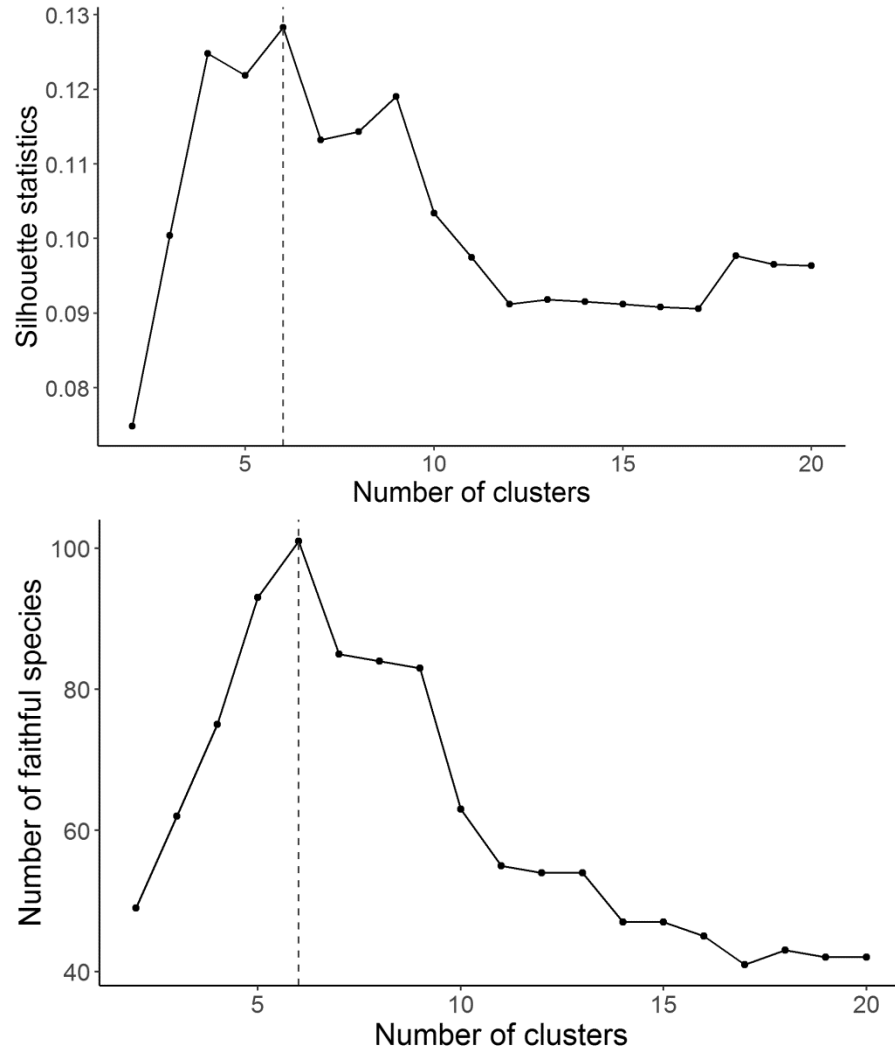 Silhouette statistics
0.13
0.12
0.11
0.10
0.09
0.08
5 10 15 20
Number of clusters
Number of faithful species
100
80
60
40
5 10 15 20
Number of clusters